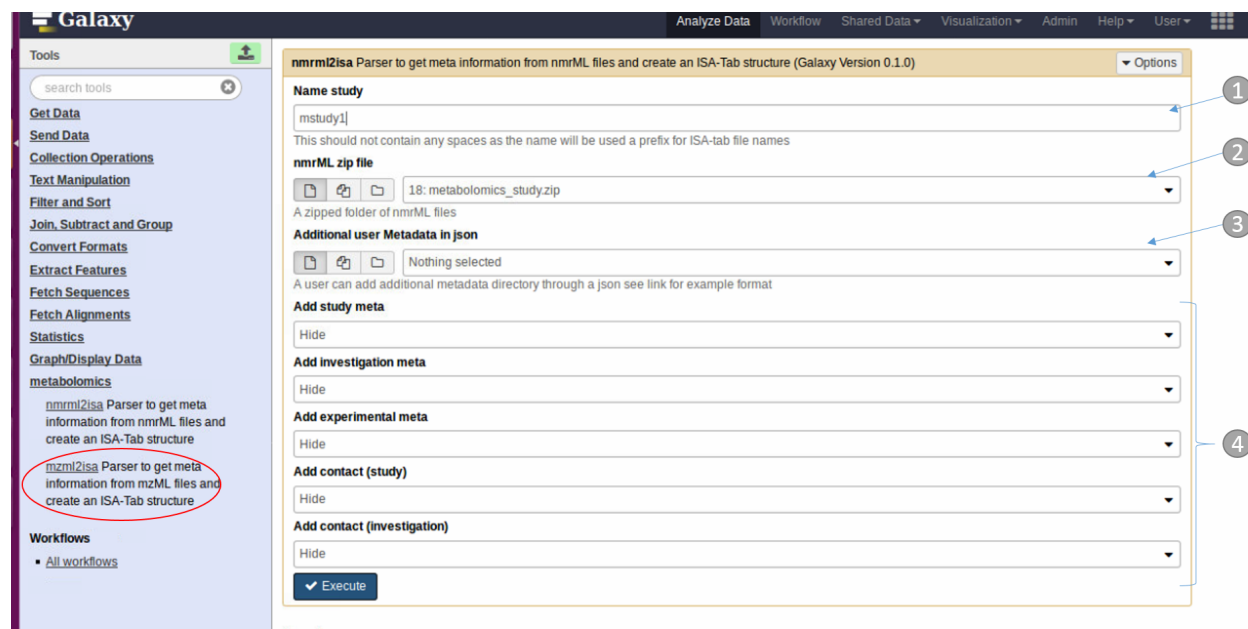 Galaxy
Analyze Data Workflow Shared Data Visualization Admin Help User
Tools
search tools
Get Data
Send Data
Collection Operations
Text Manipulation
Filter and Sort
Join, Subtract and Group
Convert Formats
Extract Features
Fetch Sequences
Fetch Alignments
Statistics
Graph/Display Data
metabolomics
nmrml2isa Parser to get meta
information from nmrML files and
create an ISA-Tab structure
mzml2isa Parser to get meta
information from mzML files and
create an ISA-Tab structure
Workflows
All workflows
nmrml2isa Parser to get meta information from nmrML files and create an ISA-Tab structure (Galaxy Version 0.1.0)
Options
Name study
1
mstudy1
This should not contain any spaces as the name will be used a prefix for ISA-tab file names
2
nmrML zip file
18: metabolomics_study.zip
A zipped folder of nmrML files
3
Additional user Metadata in json
Nothing selected
A user can add additional metadata directory through a json see link for example format
Add study meta
Hide
Add investigation meta
Hide
Add experimental meta
Hide
4
Add contact (study)
Hide
Add contact (investigation)
Hide
Execute